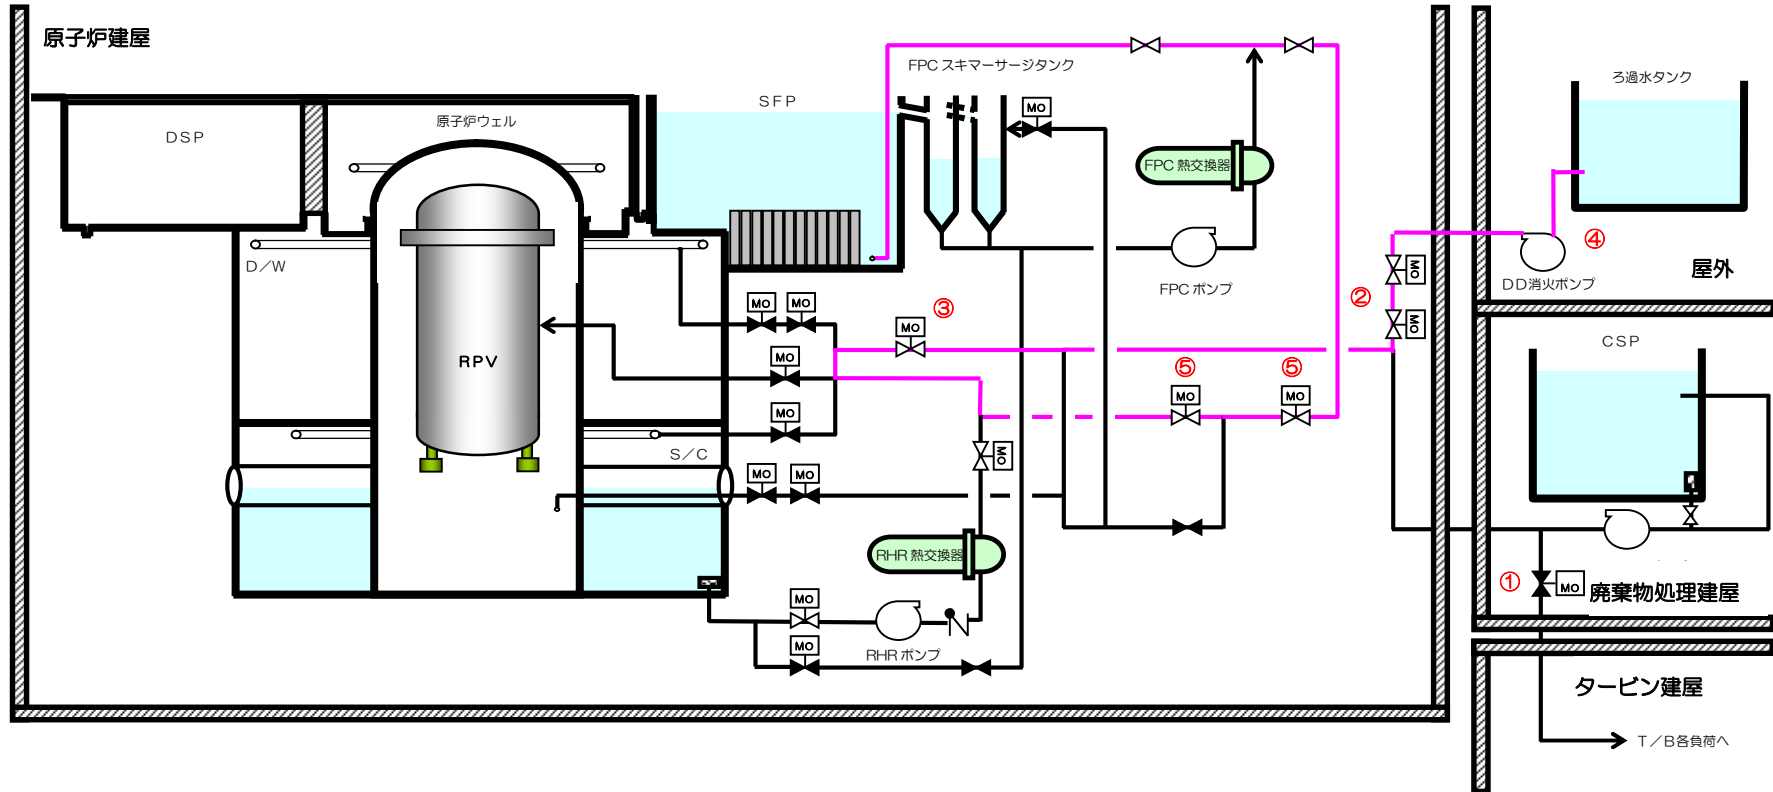 原子炉建屋
FPC スキマーサージタンク
ろ過水タンク
SFP
MO
原子炉ウェル
DSP
FPC 熱交換器
④
D/W
屋外
MO
DD消火ポンプ
FPC ポンプ
②
MO
MO
③
MO
MO
CSP
RPV
MO
⑤
⑤
MO
MO
MO
S/C
MO
MO
MO
RHR 熱交換器
①
MO
廃棄物処理建屋
MO
MO
RHR ポンプ
タービン建屋
T/B各負荷へ